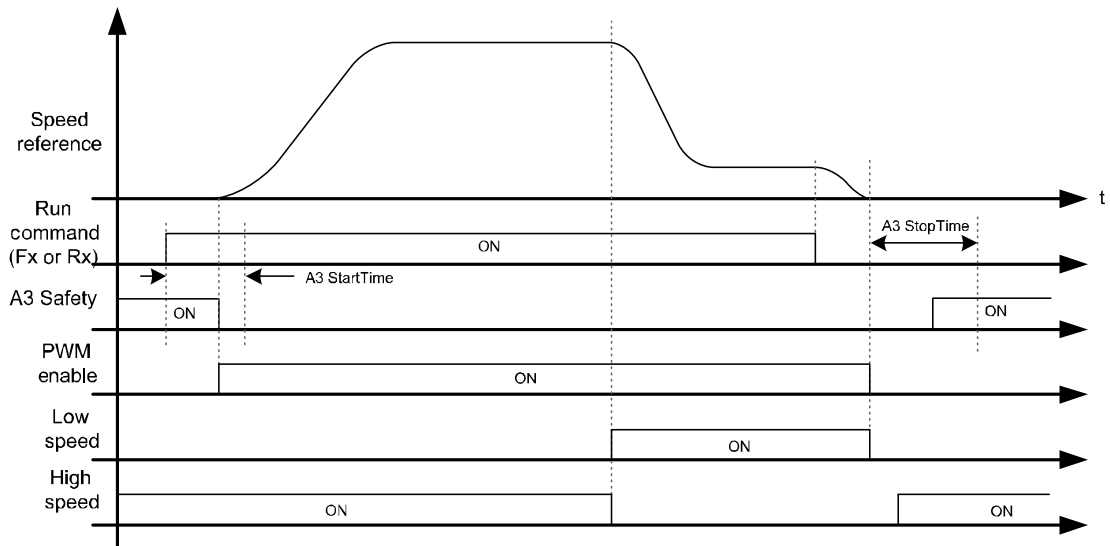 Speed
reference
t
Run
command
(Fx or Rx)
ON
A3 StopTime
A3 StartTime
A3 Safety
ON
ON
PWM
enable
ON
Low
speed
ON
High
speed
ON
ON